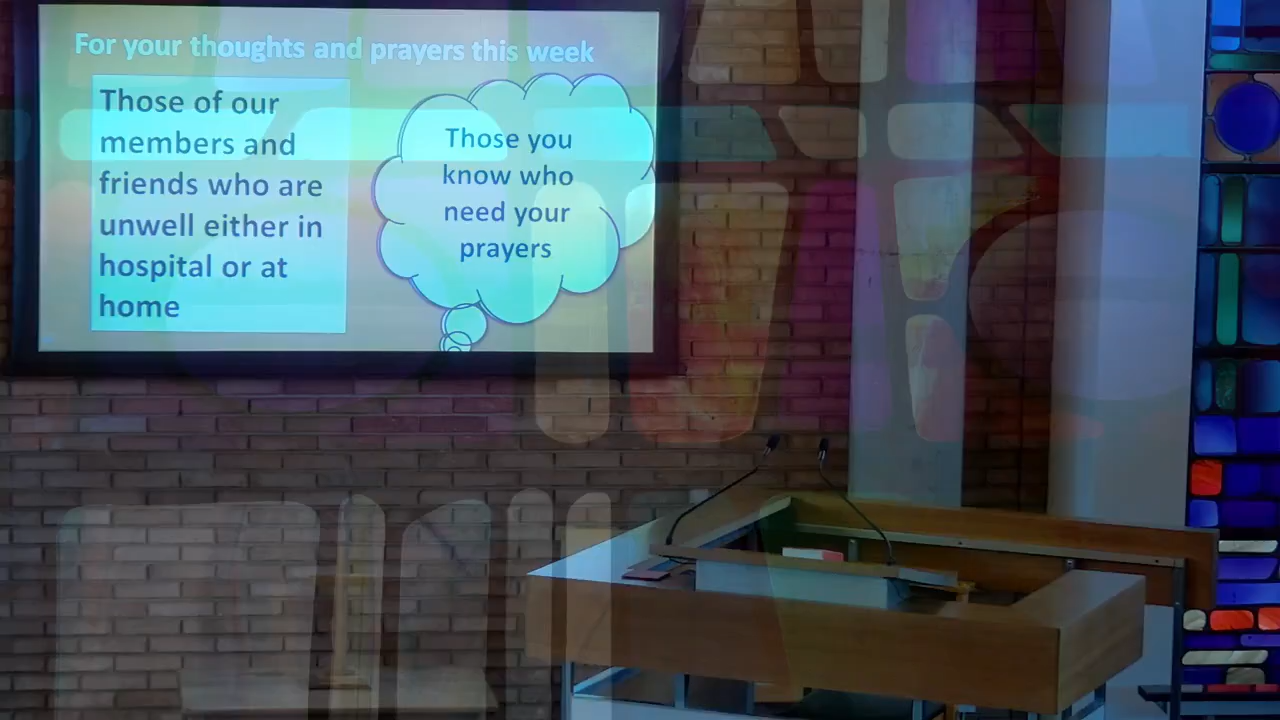 For your thoughts and prayers this week
Those of our
members and
friends who are
unwell either in
hospital or at
home
Those you
know who
need your
prayers